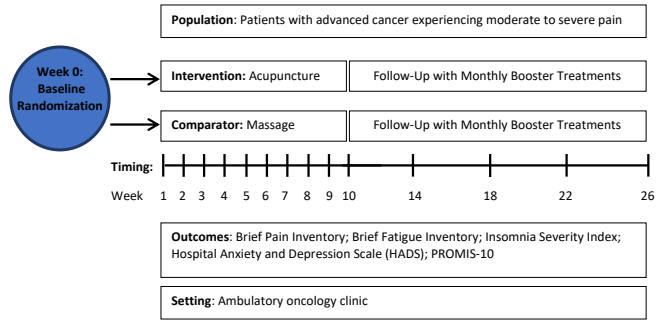 Population: Patients with advanced cancer experiencing moderate to severe pain
Week 0:
Baseline
Randomization
Intervention: Acupuncture
Follow-Up with Monthly Booster Treatments
Comparator: Massage
Follow-Up with Monthly Booster Treatments
Timing:
Week 1 2 3 4 5 6 7 8 9 10 14 18 22 26
Outcomes: Brief Pain Inventory; Brief Fatigue Inventory; Insomnia Severity Index;
Hospital Anxiety and Depression Scale (HADS); PROMIS-10
Setting: Ambulatory oncology clinic